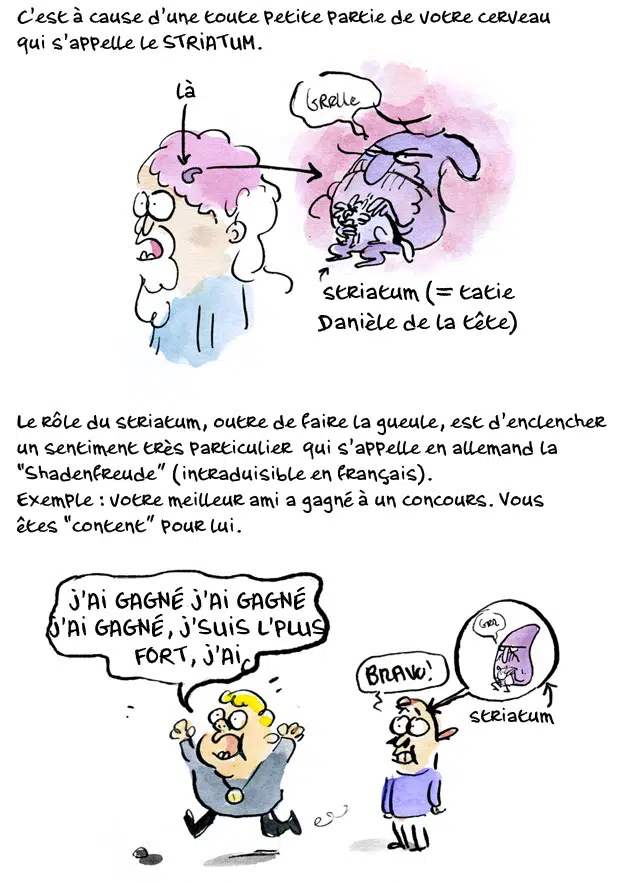 C'est à cause d'une toute petite partie de votre cerveau
qui s'appelle le STRIATUM.
Là
GRRLLL
striatum (= tatie
Danièle de la tête)
Le rôle du striatum, outre de faire la gueule, est d'enclencher
un sentiment très particulier qui s'appelle en allemand la
"Shadenfreude" (intraduisible en français).
Exemple : votre meilleur ami a gagné à un concours. Vous
êtes "content" pour lui.
J'AI GAGNÉ J'AI GAGNÉ
J'AI GAGNÉ, J'SUIS L'PLUS
FORT, J'AI
BRAVO!
GRR
striatum